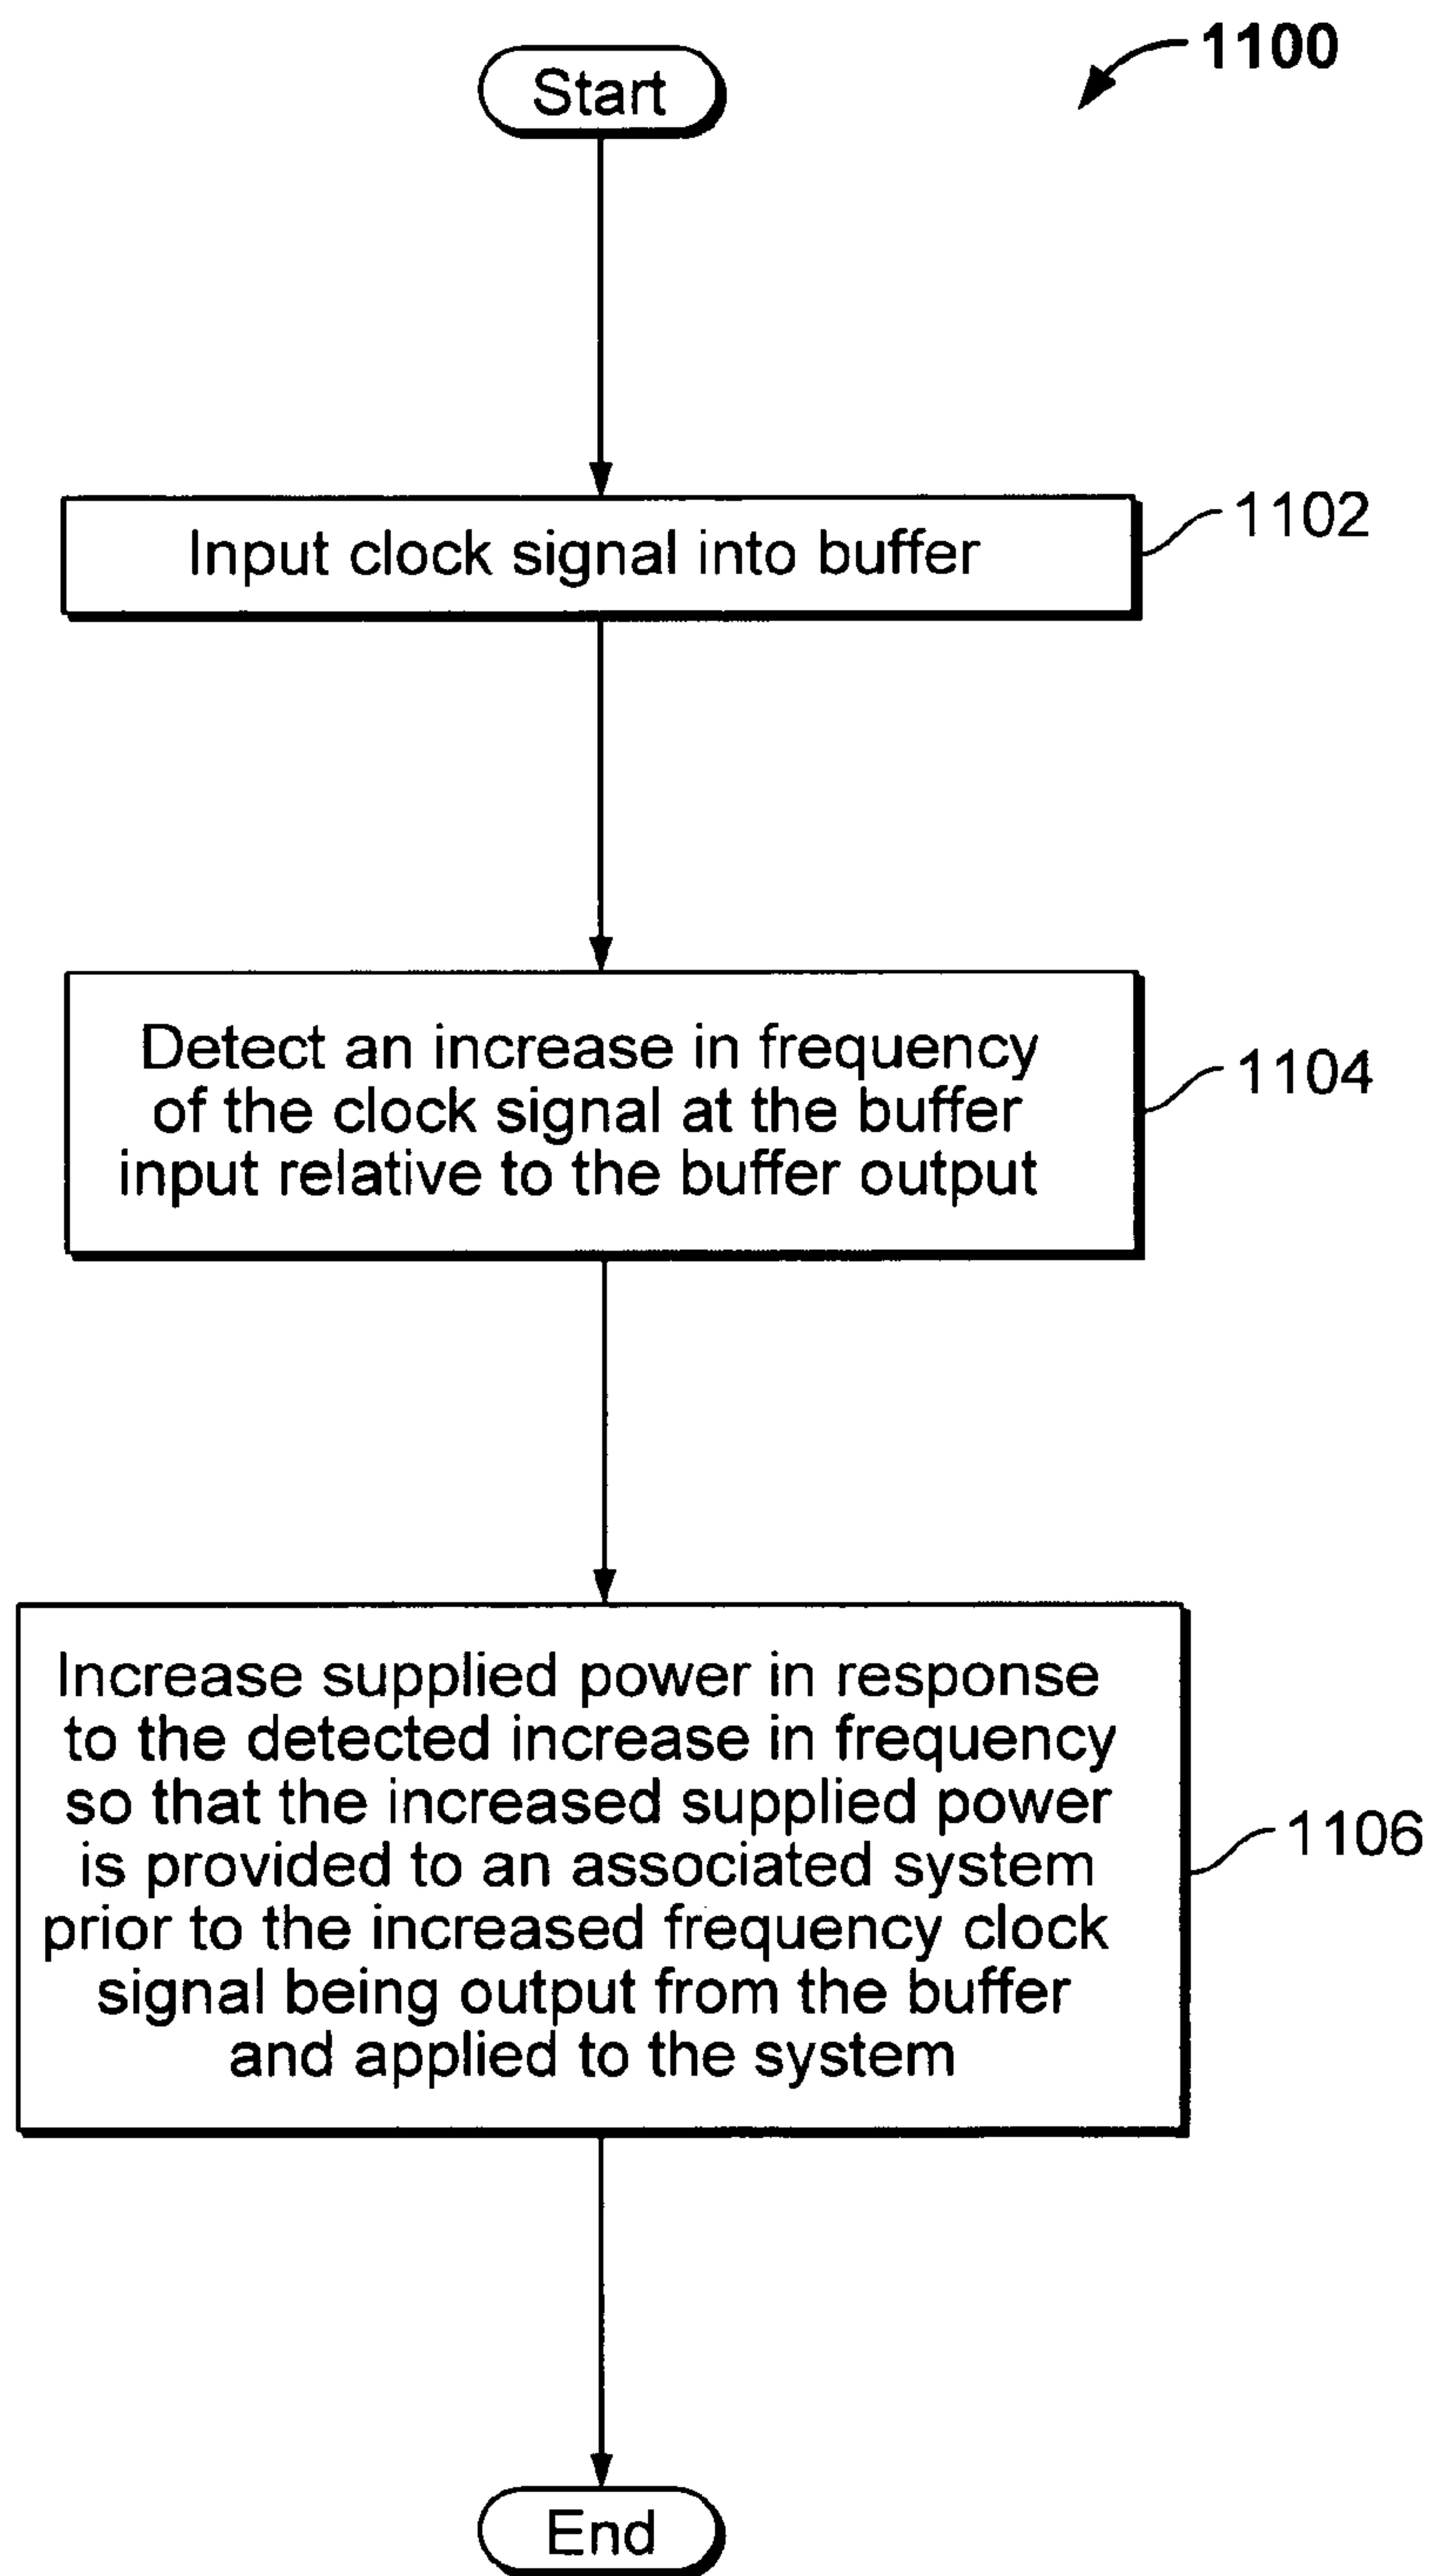 1100
Start
Input clock signal into buffer
1102
Detect an increase in frequency
of the clock signal at the buffer
input relative to the buffer output
1104
Increase supplied power in response
to the detected increase in frequency
so that the increased supplied power
is provided to an associated system
prior to the increased frequency clock
signal being output from the buffer
and applied to the system
1106
End